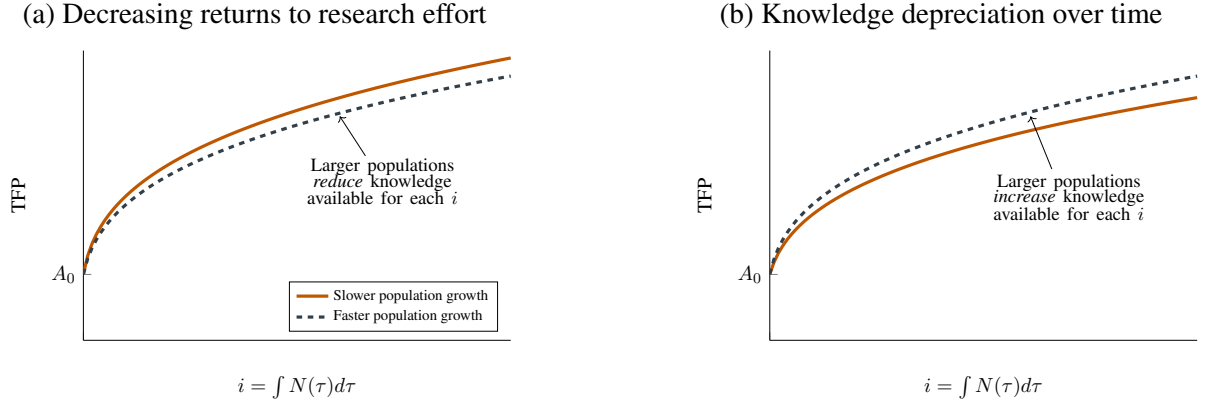 (a) Decreasing returns to research effort
TFP
A₀
Larger populations
reduce knowledge
available for each i
Slower population growth
Faster population growth
i = ∫ N(τ)dτ
(b) Knowledge depreciation over time
TFP
A₀
Larger populations
increase knowledge
available for each i
i = ∫ N(τ)dτ